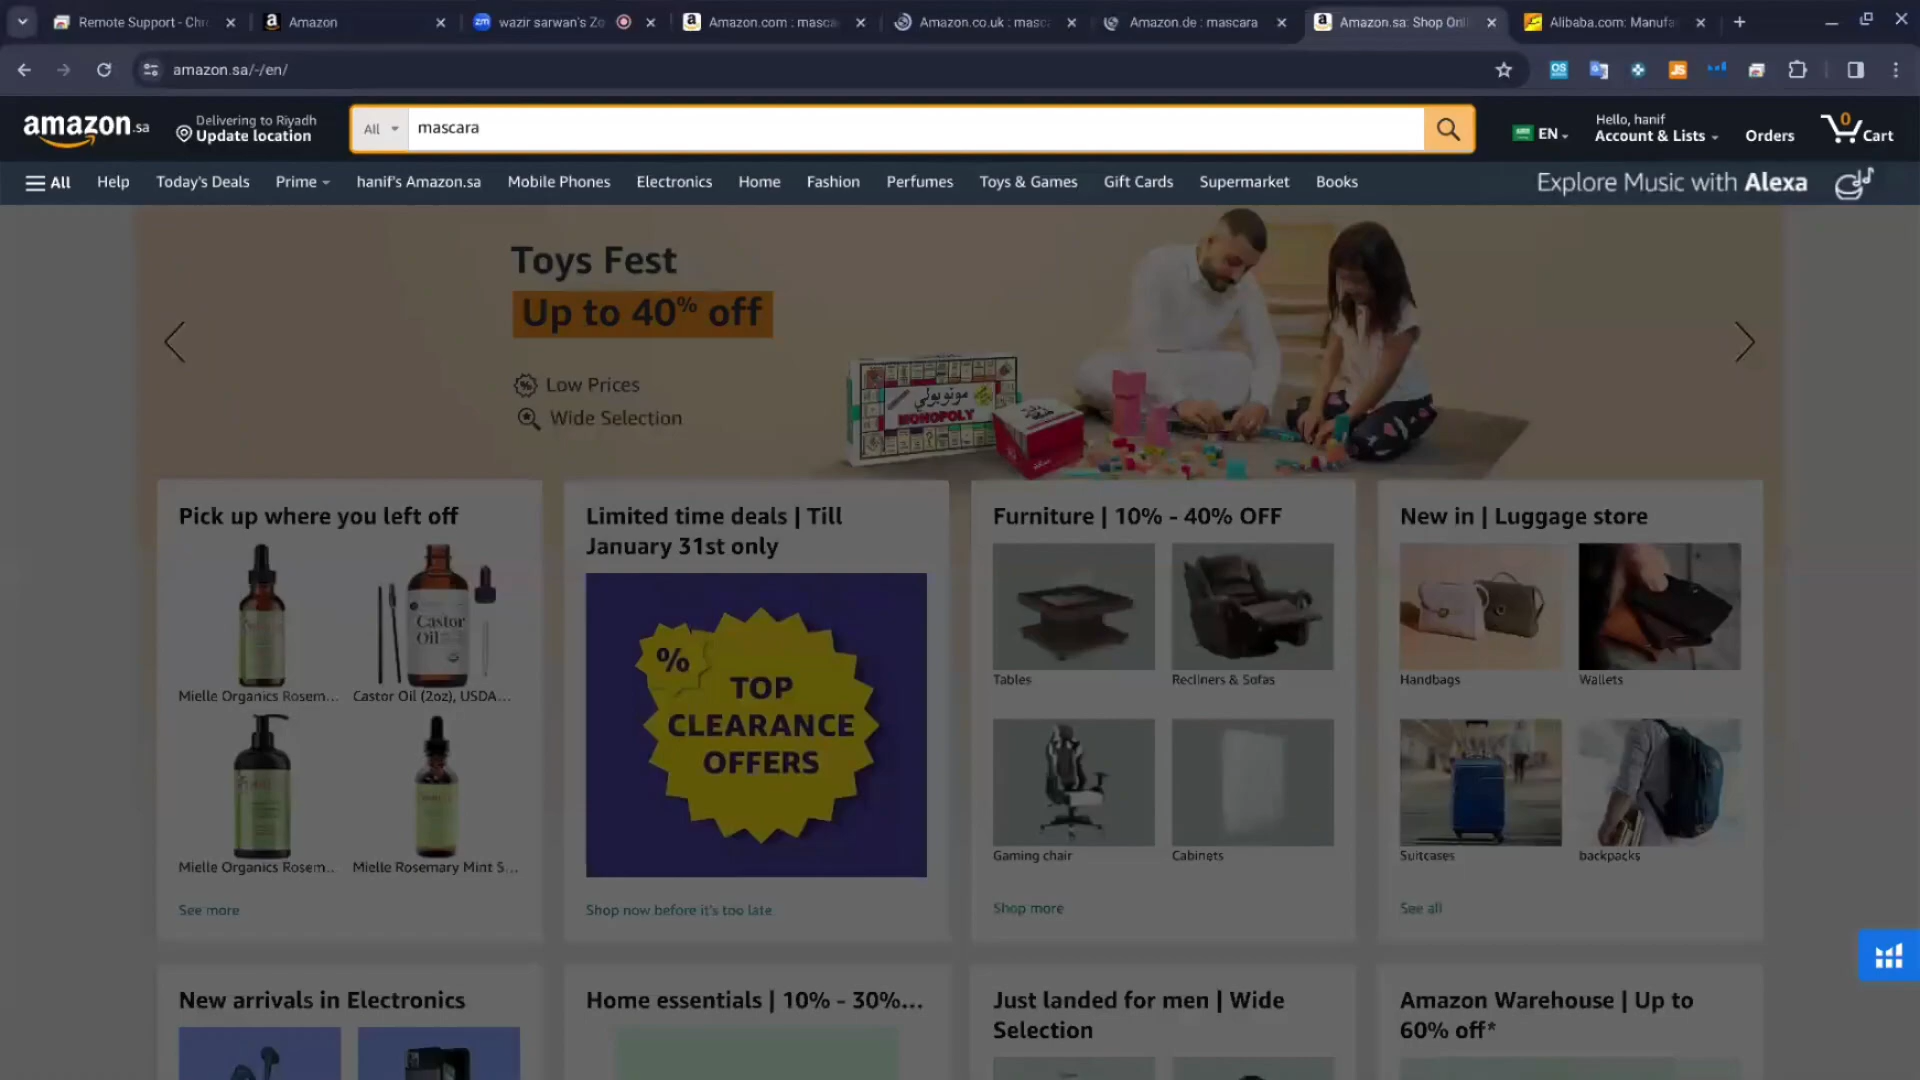 Remote Support - Chr
Amazon
wazir sarwan's Zo
Amazon.com : masca
Amazon.co.uk : masc
Amazon.de : mascara
Amazon.sa: Shop Onl
Alibaba.com: Manufa
amazon.sa/-/en/
amazon.sa
Delivering to Riyadh
Update location
All
mascara
EN
Hello, hanif
Account & Lists
Orders
0
Cart
All
Help
Today's Deals
Prime
hanif's Amazon.sa
Mobile Phones
Electronics
Home
Fashion
Perfumes
Toys & Games
Gift Cards
Supermarket
Books
Explore Music with Alexa
Toys Fest
Up to 40% off
Low Prices
Wide Selection
مونوبولي
MONOPOLY
Pick up where you left off
Castor
Oil
Mielle Organics Rosem...
Castor Oil (2oz), USDA...
Mielle Organics Rosem...
Mielle Rosemary Mint S...
See more
Limited time deals | Till
January 31st only
%
TOP
CLEARANCE
OFFERS
Shop now before it's too late
Furniture | 10% - 40% OFF
Tables
Recliners & Sofas
Gaming chair
Cabinets
Shop more
New in | Luggage store
Handbags
Wallets
Suitcases
backpacks
See all
New arrivals in Electronics
Home essentials | 10% - 30%...
Just landed for men | Wide
Selection
Amazon Warehouse | Up to
60% off*